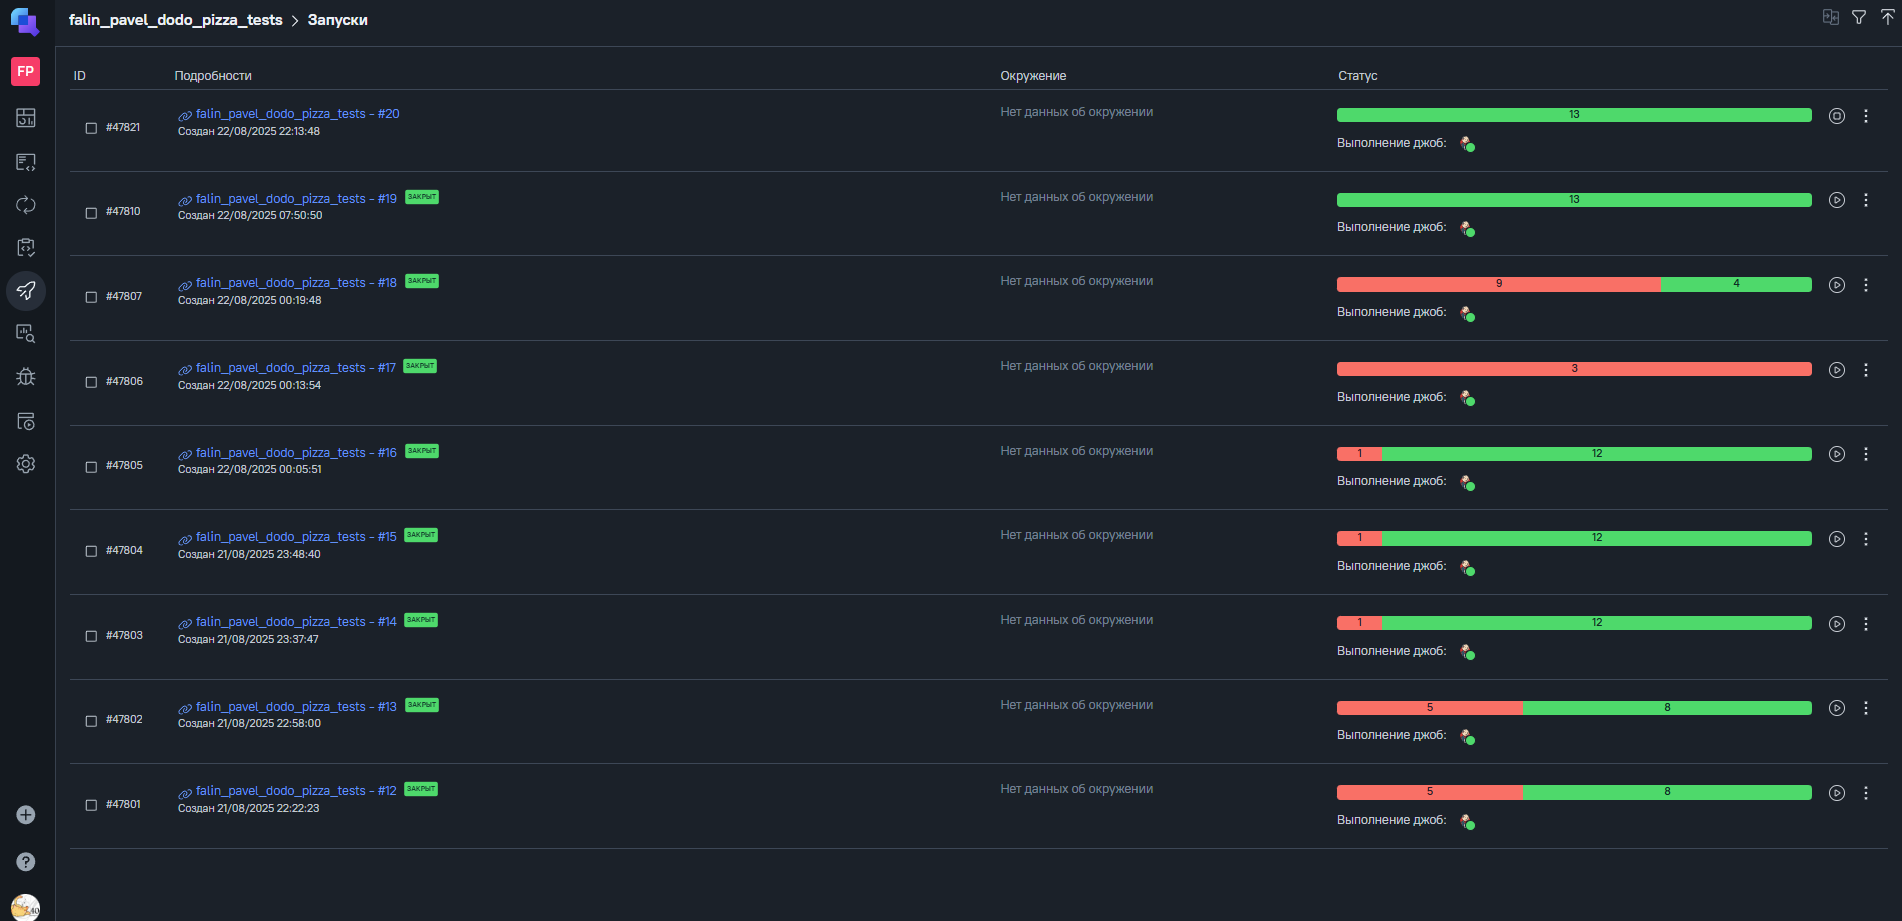 falin_pavel_dodo_pizza_tests > Запуски
FP
ID Подробности Окружение Статус
#47821 falin_pavel_dodo_pizza_tests - #20 Нет данных об окружении 13
Создан 22/08/2025 22:13:48 Выполнение джоб:
#47810 falin_pavel_dodo_pizza_tests - #19 ЗАКРЫТ Нет данных об окружении 13
Создан 22/08/2025 07:50:50 Выполнение джоб:
#47807 falin_pavel_dodo_pizza_tests - #18 ЗАКРЫТ Нет данных об окружении 9 4
Создан 22/08/2025 00:19:48 Выполнение джоб:
#47806 falin_pavel_dodo_pizza_tests - #17 ЗАКРЫТ Нет данных об окружении 3
Создан 22/08/2025 00:13:54 Выполнение джоб:
#47805 falin_pavel_dodo_pizza_tests - #16 ЗАКРЫТ Нет данных об окружении 1 12
Создан 22/08/2025 00:05:51 Выполнение джоб:
#47804 falin_pavel_dodo_pizza_tests - #15 ЗАКРЫТ Нет данных об окружении 1 12
Создан 21/08/2025 23:48:40 Выполнение джоб:
#47803 falin_pavel_dodo_pizza_tests - #14 ЗАКРЫТ Нет данных об окружении 1 12
Создан 21/08/2025 23:37:47 Выполнение джоб:
#47802 falin_pavel_dodo_pizza_tests - #13 ЗАКРЫТ Нет данных об окружении 5 8
Создан 21/08/2025 22:58:00 Выполнение джоб:
#47801 falin_pavel_dodo_pizza_tests - #12 ЗАКРЫТ Нет данных об окружении 5 8
Создан 21/08/2025 22:22:23 Выполнение джоб: